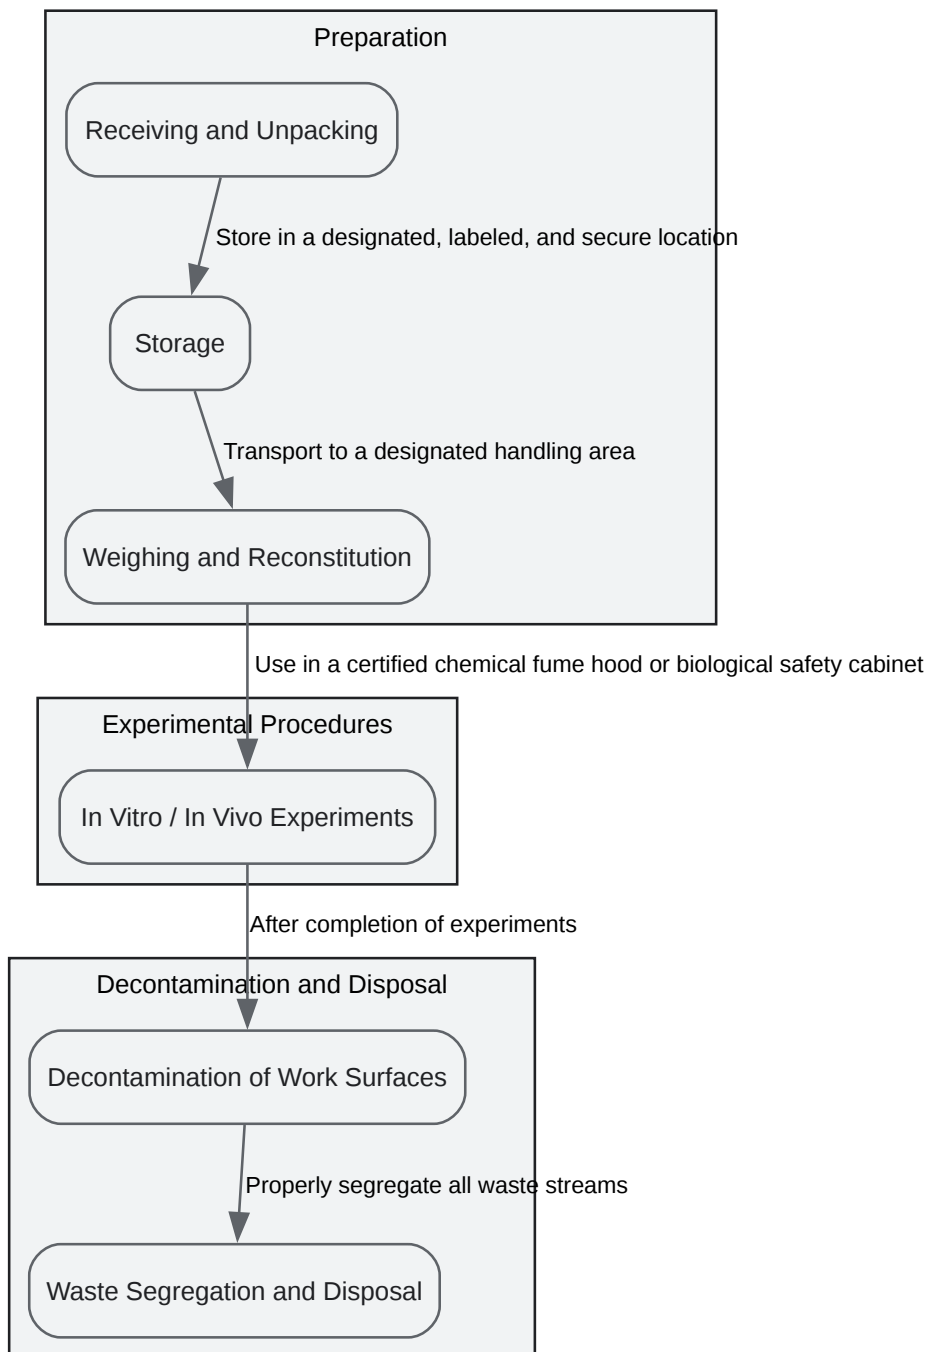 Preparation
Receiving and Unpacking
Store in a designated, labeled, and secure location
Storage
Transport to a designated handling area
Weighing and Reconstitution
Use in a certified chemical fume hood or biological safety cabinet
Experimental Procedures
In Vitro / In Vivo Experiments
After completion of experiments
Decontamination and Disposal
Decontamination of Work Surfaces
Properly segregate all waste streams
Waste Segregation and Disposal